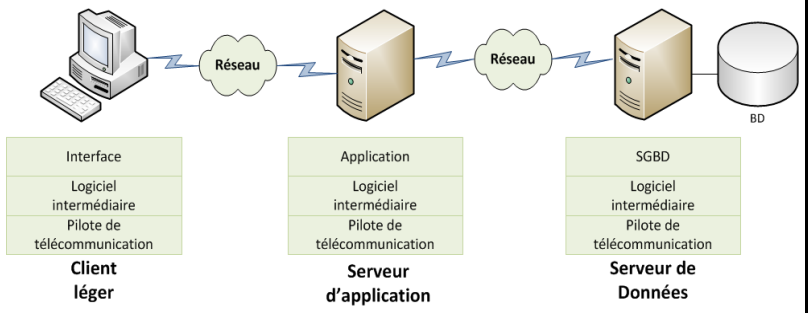 Réseau
Réseau
BD
Interface
Logiciel
intermédiaire
Pilote de
télécommunication
Client
léger
Application
Logiciel
intermédiaire
Pilote de
télécommunication
Serveur
d'application
SGBD
Logiciel
intermédiaire
Pilote de
télécommunication
Serveur de
Données